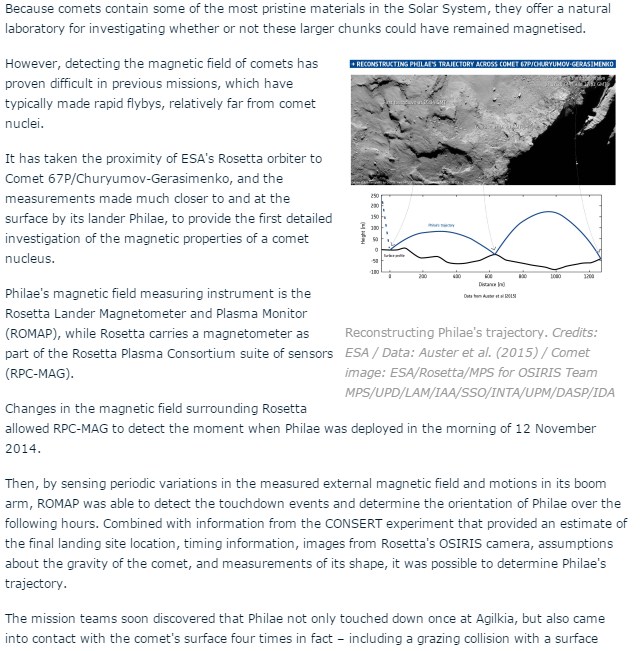 Because comets contain some of the most pristine materials in the Solar System, they offer a natural
laboratory for investigating whether or not these larger chunks could have remained magnetised.
However, detecting the magnetic field of comets has
proven difficult in previous missions, which have
typically made rapid flybys, relatively far from comet
nuclei.
It has taken the proximity of ESA's Rosetta orbiter to
Comet 67P/Churyumov-Gerasimenko, and the
measurements made much closer to and at the
surface by its lander Philae, to provide the first detailed
investigation of the magnetic properties of a comet
nucleus.
Philae's magnetic field measuring instrument is the
Rosetta Lander Magnetometer and Plasma Monitor
(ROMAP), while Rosetta carries a magnetometer as
part of the Rosetta Plasma Consortium suite of sensors
(RPC-MAG).
RECONSTRUCTING PHILAE'S TRAJECTORY ACROSS COMET 67P/CHURYUMOV-GERASIMENKO
Height [m]
250
200
150
100
50
0
-50
-100
Philae's trajectory
Surface profile
0 200 400 600 800 1000 1200
Distance [m]
Data from Auster et al (2015)
Reconstructing Philae's trajectory. Credits:
ESA / Data: Auster et al. (2015) / Comet
image: ESA/Rosetta/MPS for OSIRIS Team
MPS/UPD/LAM/IAA/SSO/INTA/UPM/DASP/IDA
Changes in the magnetic field surrounding Rosetta
allowed RPC-MAG to detect the moment when Philae was deployed in the morning of 12 November
2014.
Then, by sensing periodic variations in the measured external magnetic field and motions in its boom
arm, ROMAP was able to detect the touchdown events and determine the orientation of Philae over the
following hours. Combined with information from the CONSERT experiment that provided an estimate of
the final landing site location, timing information, images from Rosetta's OSIRIS camera, assumptions
about the gravity of the comet, and measurements of its shape, it was possible to determine Philae's
trajectory.
The mission teams soon discovered that Philae not only touched down once at Agilkia, but also came
into contact with the comet's surface four times in fact – including a grazing collision with a surface